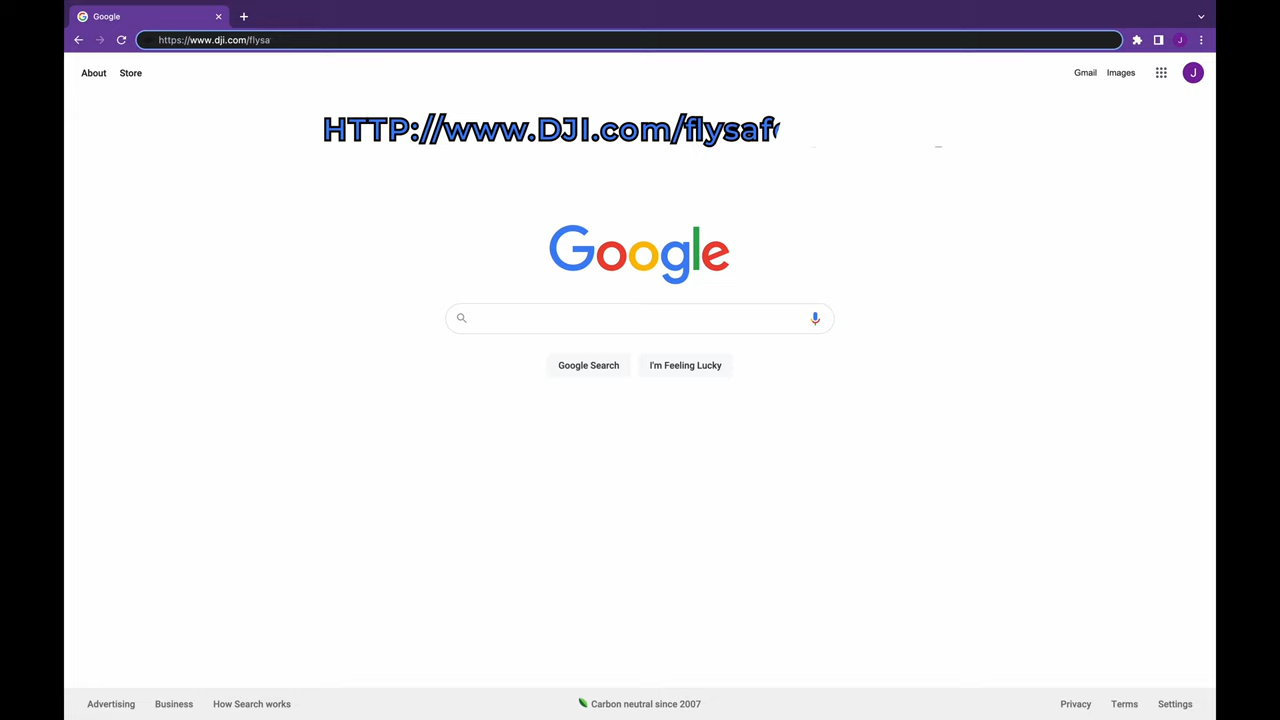 Google
https://www.dji.com/flysa
About Store
Gmail Images
J
HTTP://www.DJI.com/flysafe
Google
Google Search I'm Feeling Lucky
Advertising Business How Search works
Carbon neutral since 2007
Privacy Terms Settings